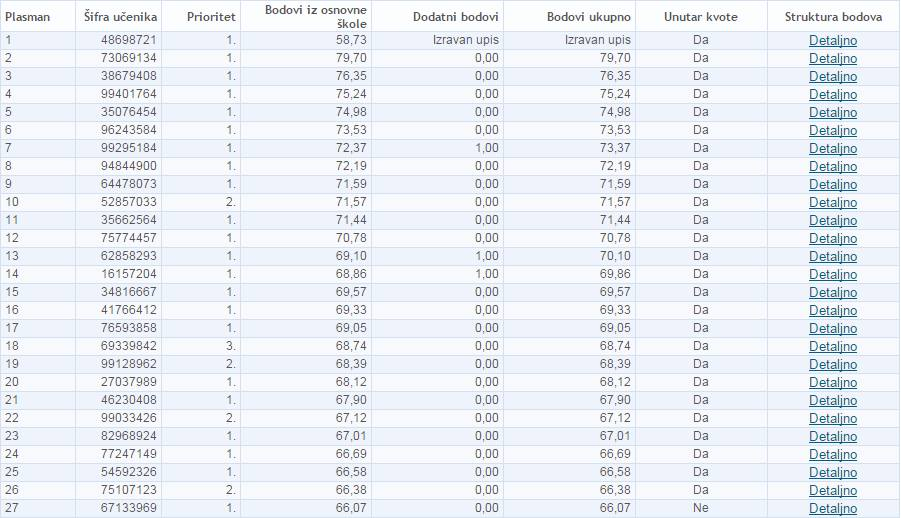 Plasman Šifra učenika Prioritet Bodovi iz osnovne škole Dodatni bodovi Bodovi ukupno Unutar kvote Struktura bodova
1 48698721 1. 58,73 Izravan upis Izravan upis Da Detaljno
2 73069134 1. 79,70 0,00 79,70 Da Detaljno
3 38679408 1. 76,35 0,00 76,35 Da Detaljno
4 99401764 1. 75,24 0,00 75,24 Da Detaljno
5 35076454 1. 74,98 0,00 74,98 Da Detaljno
6 96243584 1. 73,53 0,00 73,53 Da Detaljno
7 99295184 1. 72,37 1,00 73,37 Da Detaljno
8 94844900 1. 72,19 0,00 72,19 Da Detaljno
9 64478073 1. 71,59 0,00 71,59 Da Detaljno
10 52857033 2. 71,57 0,00 71,57 Da Detaljno
11 35662564 1. 71,44 0,00 71,44 Da Detaljno
12 75774457 1. 70,78 0,00 70,78 Da Detaljno
13 62858293 1. 69,10 1,00 70,10 Da Detaljno
14 16157204 1. 68,86 1,00 69,86 Da Detaljno
15 34816667 1. 69,57 0,00 69,57 Da Detaljno
16 41766412 1. 69,33 0,00 69,33 Da Detaljno
17 76593858 1. 69,05 0,00 69,05 Da Detaljno
18 69339842 3. 68,74 0,00 68,74 Da Detaljno
19 99128962 2. 68,39 0,00 68,39 Da Detaljno
20 27037989 1. 68,12 0,00 68,12 Da Detaljno
21 46230408 1. 67,90 0,00 67,90 Da Detaljno
22 99033426 2. 67,12 0,00 67,12 Da Detaljno
23 82968924 1. 67,01 0,00 67,01 Da Detaljno
24 77247149 1. 66,69 0,00 66,69 Da Detaljno
25 54592326 1. 66,58 0,00 66,58 Da Detaljno
26 75107123 2. 66,38 0,00 66,38 Da Detaljno
27 67133969 1. 66,07 0,00 66,07 Ne Detaljno